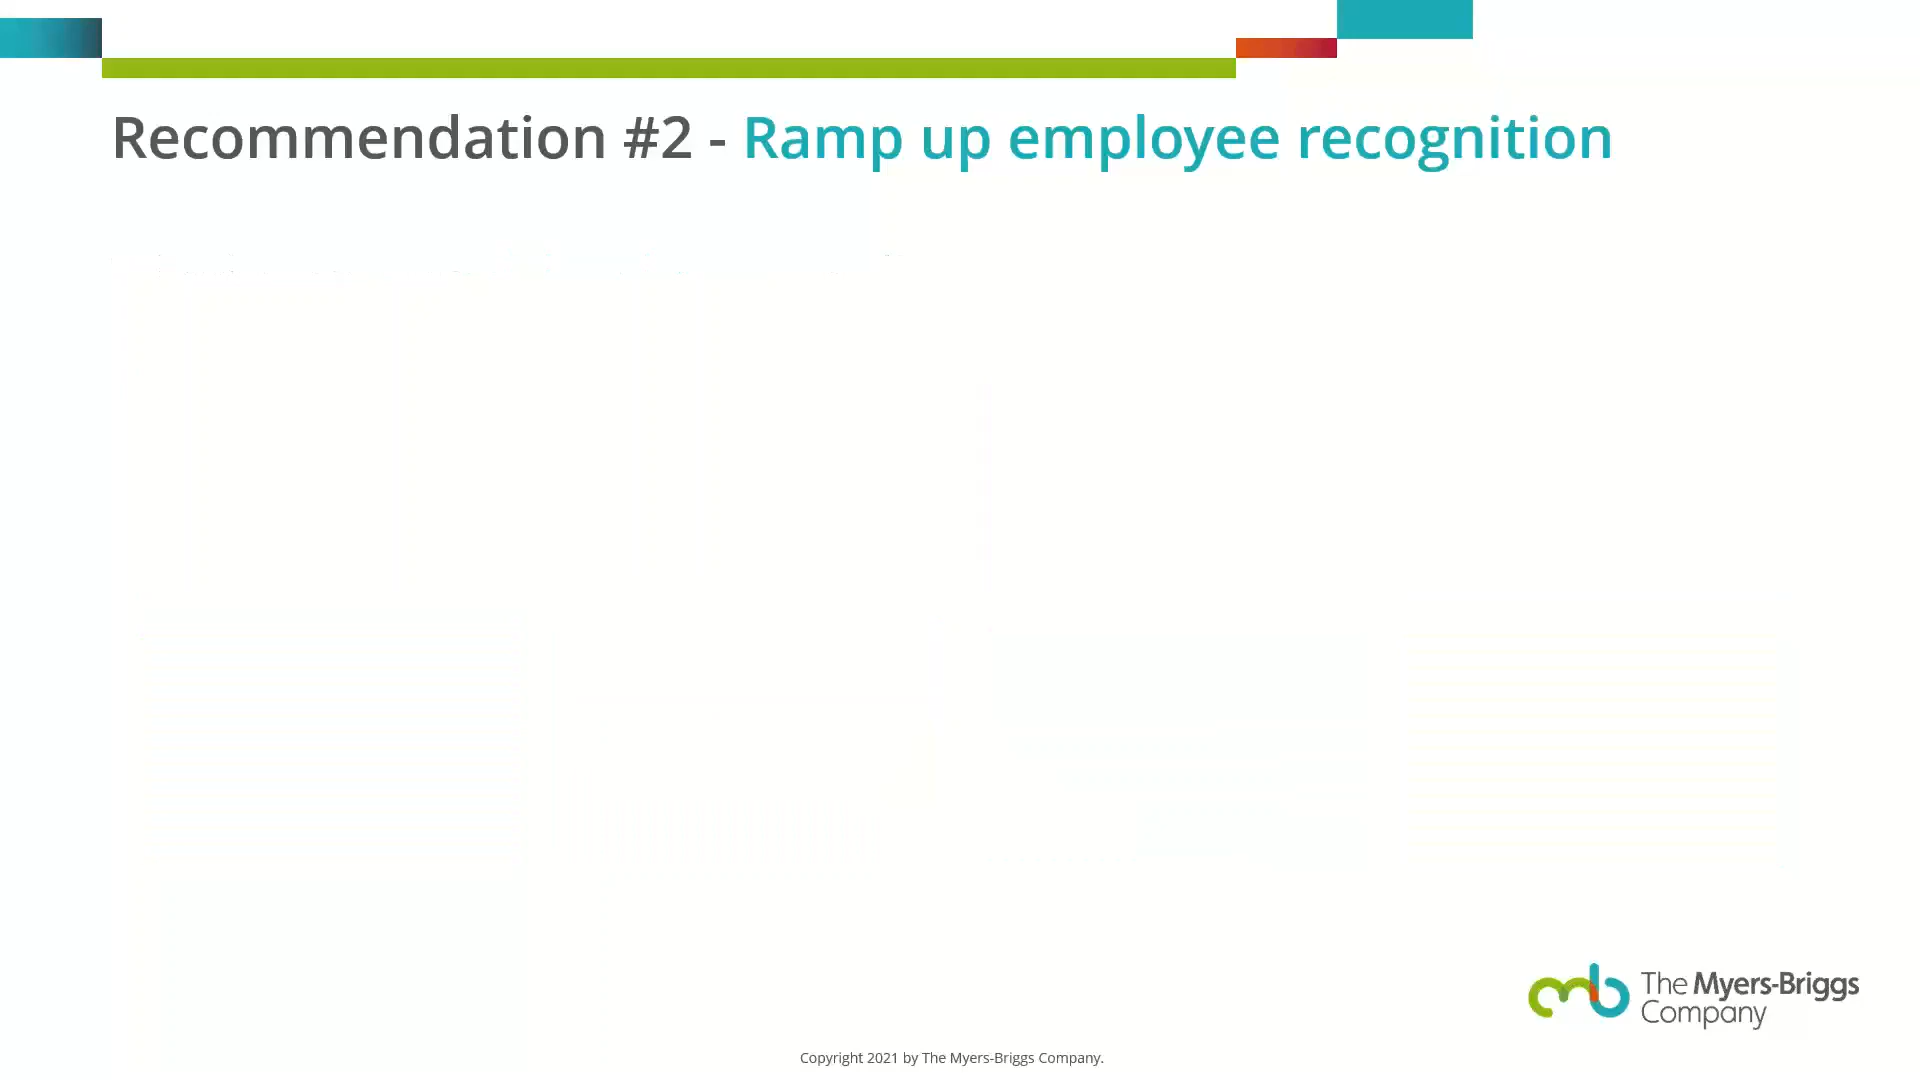 Recommendation #2 - Ramp up employee recognition
The Myers-Briggs
Company
Copyright 2021 by The Myers-Briggs Company.